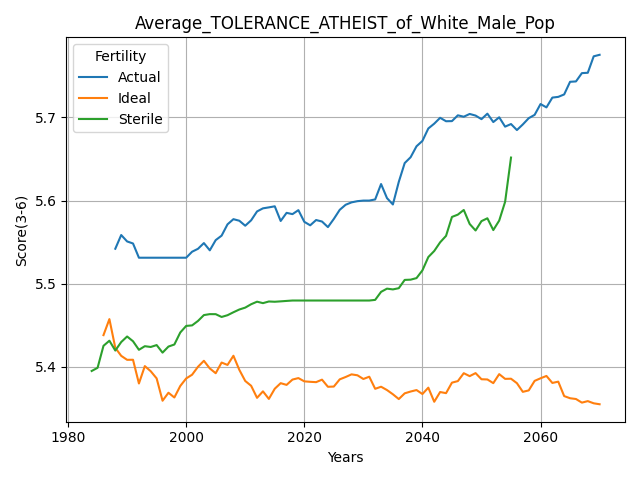 Average_TOLERANCE_ATHEIST_of_White_Male_Pop
Fertility
Actual
Ideal
Sterile
Score(3-6)
5.7
5.6
5.5
5.4
1980
2000
2020
2040
2060
Years